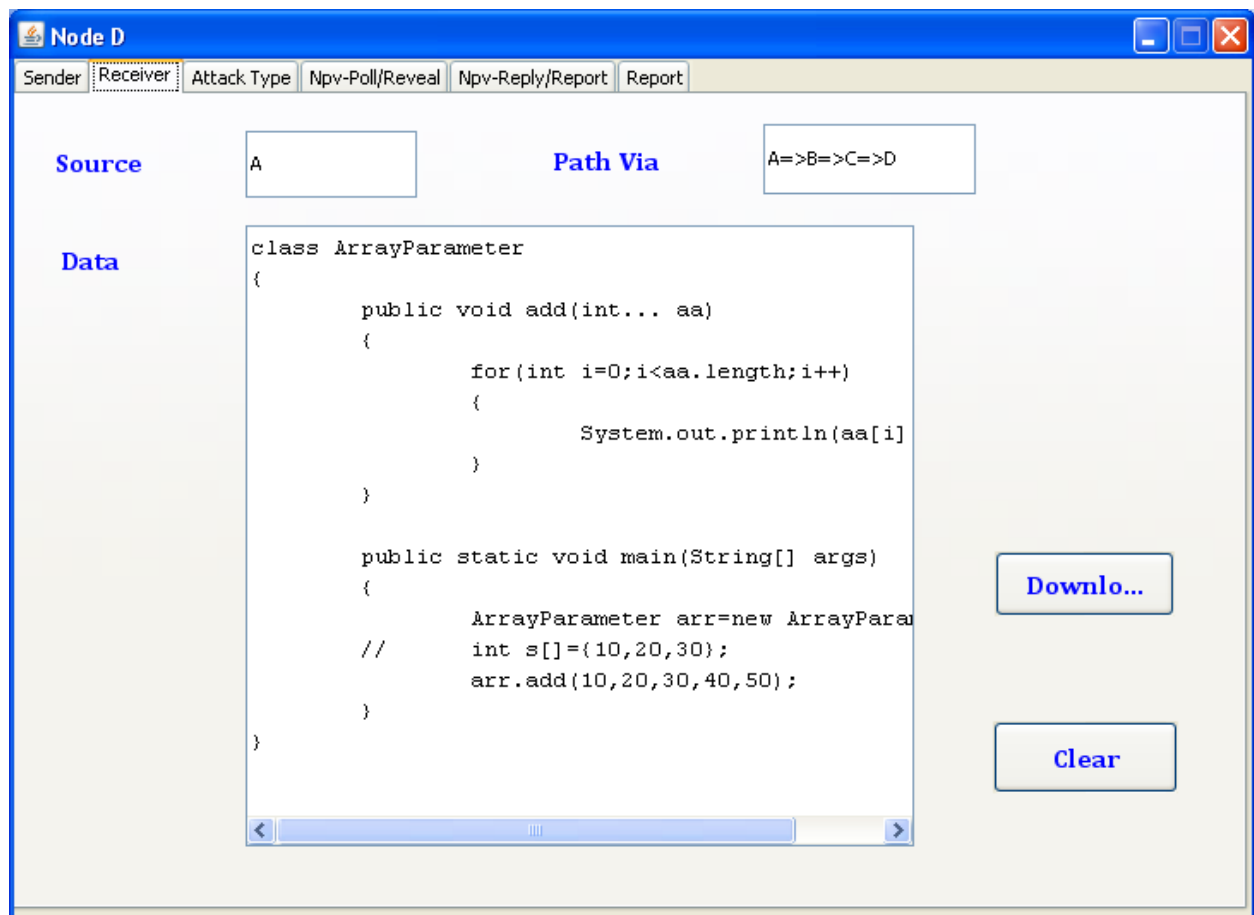 Node D
Sender Receiver Attack Type Npv-Poll/Reveal Npv-Reply/Report Report
Source A Path Via A=>B=>C=>D
Data
class ArrayParameter
{
public void add(int... aa)
{
for(int i=0;i<aa.length;i++)
{
System.out.println(aa[i]
}
}
public static void main(String[] args)
{
ArrayParameter arr=new ArrayParam
// int s[]={10,20,30};
arr.add(10,20,30,40,50);
}
}
Downlo...
Clear